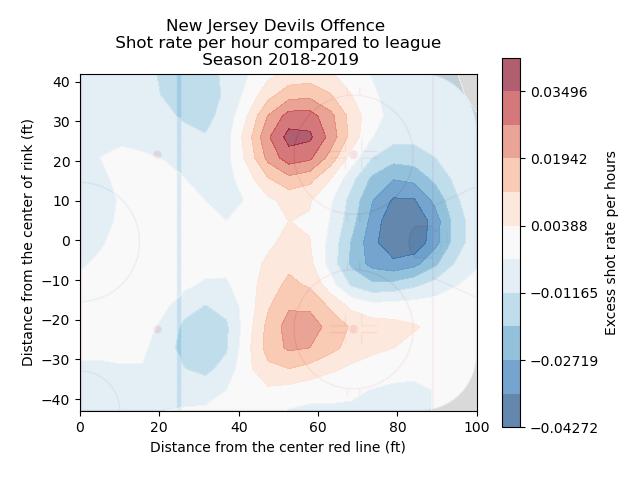 New Jersey Devils Offence
Shot rate per hour compared to league
Season 2018-2019
40
30
20
10
0
−10
−20
−30
−40
Distance from the center of rink (ft)
0 20 40 60 80 100
Distance from the center red line (ft)
0.03496
0.01942
0.00388
−0.01165
−0.02719
−0.04272
Excess shot rate per hours